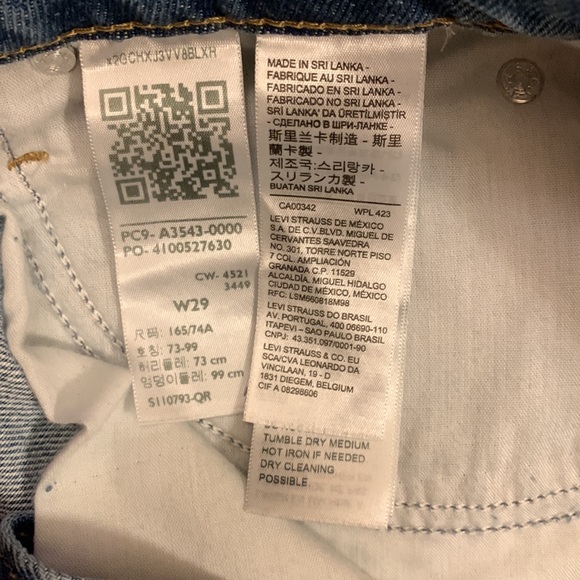 x2GCHXJ3VV8BLXH
PC9- A3543-0000
PO- 4100527630
CW- 4521
3449
W29
尺码: 165/74A
호칭: 73-99
허리둘레: 73 cm
엉덩이둘레: 99 cm
S110793-QR
MADE IN SRI LANKA -
FABRIQUE AU SRI LANKA -
FABRICADO EN SRI LANKA -
FABRICADO NO SRI LANKA -
SRİ LANKA' DA ÜRETİLMİŞTİR
- СДЕЛАНО В ШРИ-ЛАНКЕ -
斯里兰卡制造 - 斯里
蘭卡製 -
제조국:스리랑카 -
スリランカ製 -
BUATAN SRI LANKA
CA00342 WPL 423
LEVI STRAUSS DE MÉXICO
S.A. DE C.V.BLVD. MIGUEL DE
CERVANTES SAAVEDRA
NO. 301, TORRE NORTE PISO
7 COL. AMPLIACIÓN
GRANADA C.P. 11529
ALCALDÍA. MIGUEL HIDALGO
CIUDAD DE MÉXICO, MÉXICO
RFC: LSM660818M98
LEVI STRAUSS DO BRASIL
AV. PORTUGAL, 400 06690-110
ITAPEVI – SAO PAULO BRASIL
CNPJ: 43.351.097/0001-90
LEVI STRAUSS & CO. EU
SCA/CVA LEONARDO DA
VINCILAAN, 19 - D
1831 DIEGEM, BELGIUM
CIF A 08298606
TUMBLE DRY MEDIUM
HOT IRON IF NEEDED
DRY CLEANING
POSSIBLE.